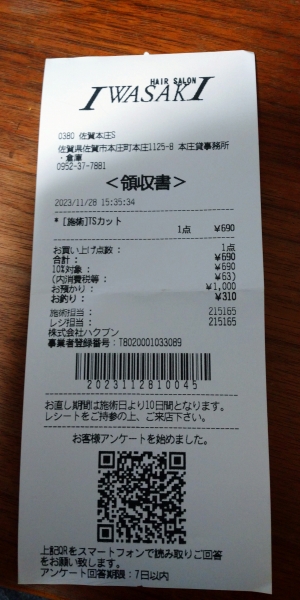 HAIR SALON
IWASAKI
0380 佐賀本庄S
佐賀県佐賀市本庄町本庄1125-8 本庄貸事務所
・倉庫
0952-37-7881
＜領収書＞
2023/11/28 15:35:34
* [施術]TSカット
1点 ¥690
お買い上げ点数： 1点
合計： ¥690
10%対象： ¥690
(内消費税等： ¥63)
お預かり： ¥1,000
お釣り： ¥310
施術担当： 215165
レジ担当： 215165
株式会社ハクブン
事業者登録番号：T8020001033089
2023112810045
お直し期間は施術日より10日間となります。
レシートをご持参の上、ご来店下さい。
お客様アンケートを始めました。
上記QRをスマートフォンで読み取りご回答
をお願い致します。
アンケート回答期限：7日以内